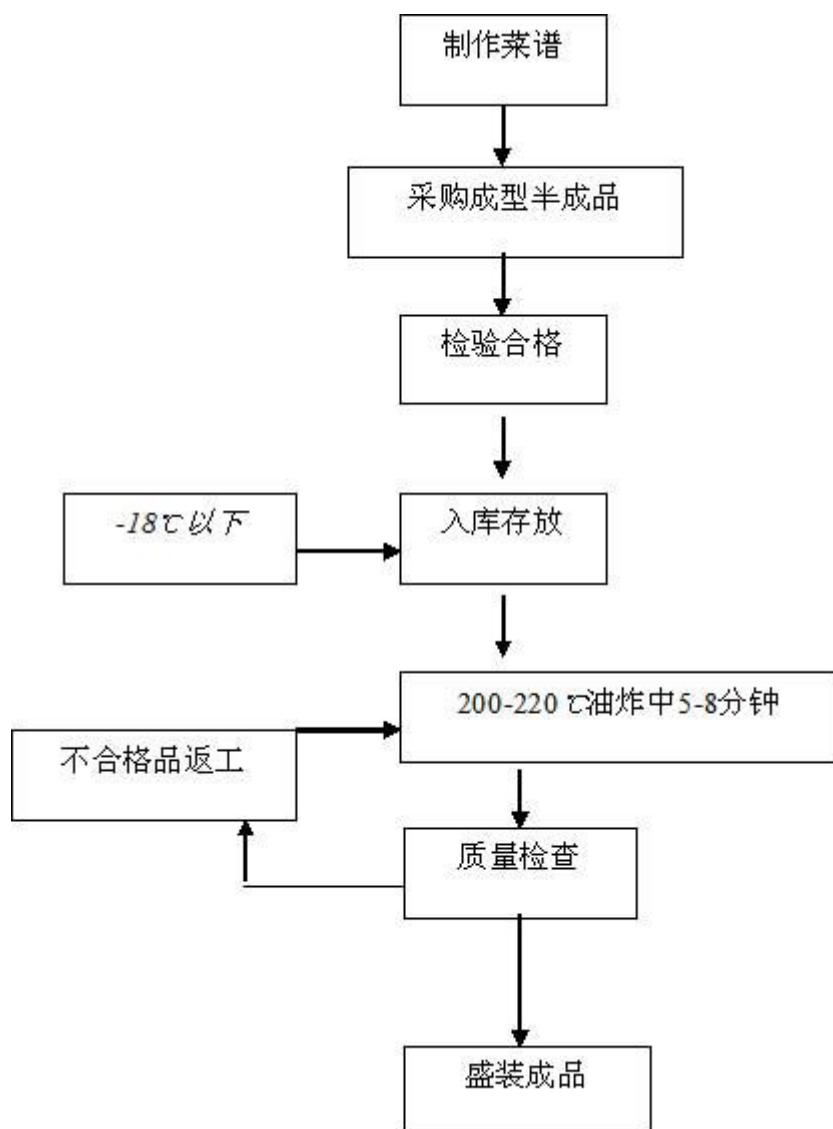 制作菜谱
采购成型半成品
检验合格
-18℃以下
入库存放
200-220 ℃油炸中5-8分钟
不合格品返工
质量检查
盛装成品